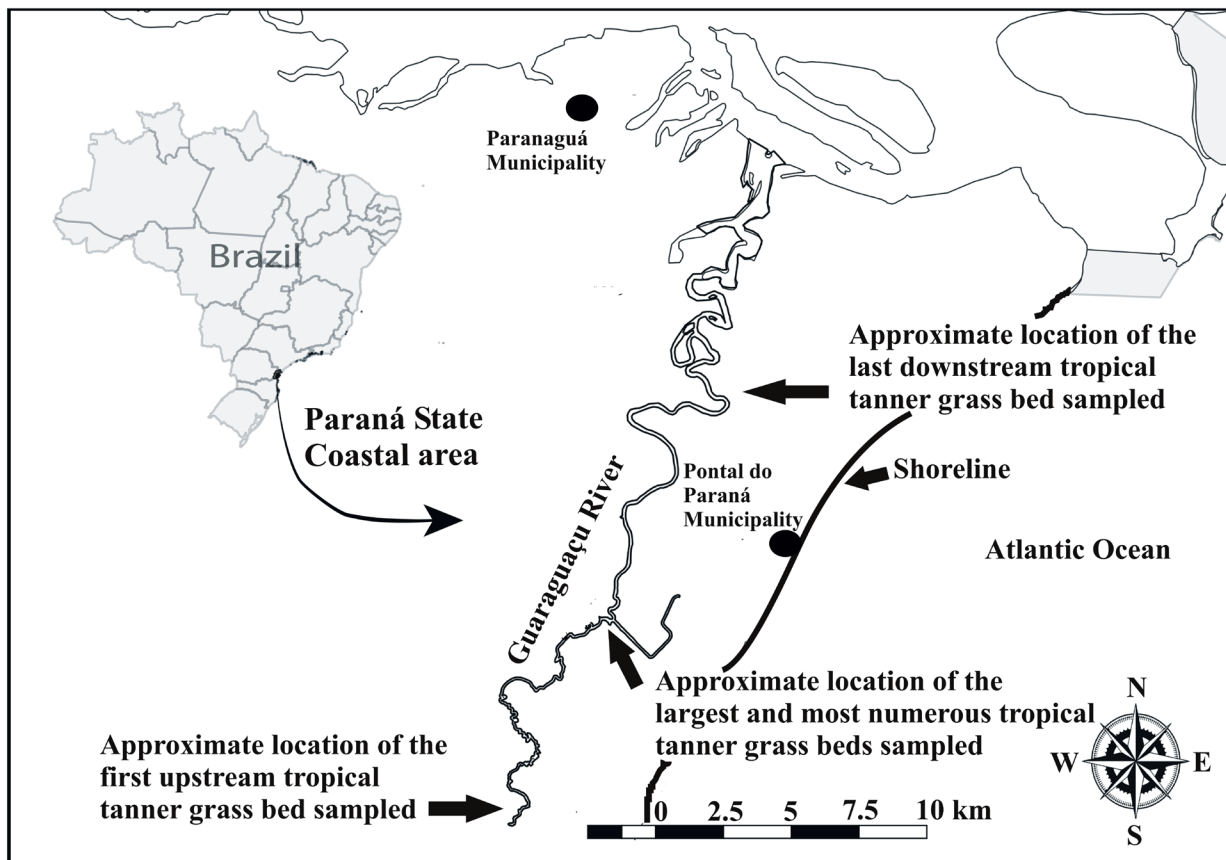 Paranaguá
Municipality
Brazil
Approximate location of the
last downstream tropical
tanner grass bed sampled
Paraná State
Coastal area
Shoreline
Pontal do
Paraná
Municipality
Guaraguaçu River
Atlantic Ocean
Approximate location of the
largest and most numerous tropical
tanner grass beds sampled
Approximate location of the
first upstream tropical
tanner grass bed sampled
N
W E
S
0 2.5 5 7.5 10 km